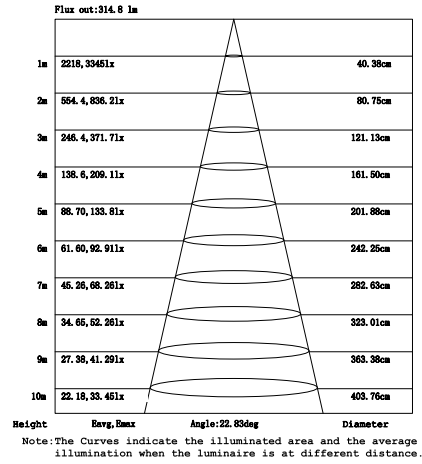 Flux out:314.8 lm
1m 2218,3345lx 40.38cm
2m 554.4,836.2lx 80.75cm
3m 246.4,371.7lx 121.13cm
4m 138.6,209.1lx 161.50cm
5m 88.70,133.8lx 201.88cm
6m 61.60,92.91lx 242.25cm
7m 45.26,68.26lx 282.63cm
8m 34.65,52.26lx 323.01cm
9m 27.38,41.29lx 363.38cm
10m 22.18,33.45lx 403.76cm
Height Eavg,Emax Angle:22.83deg Diameter
Note:The Curves indicate the illuminated area and the average
illumination when the luminaire is at different distance.